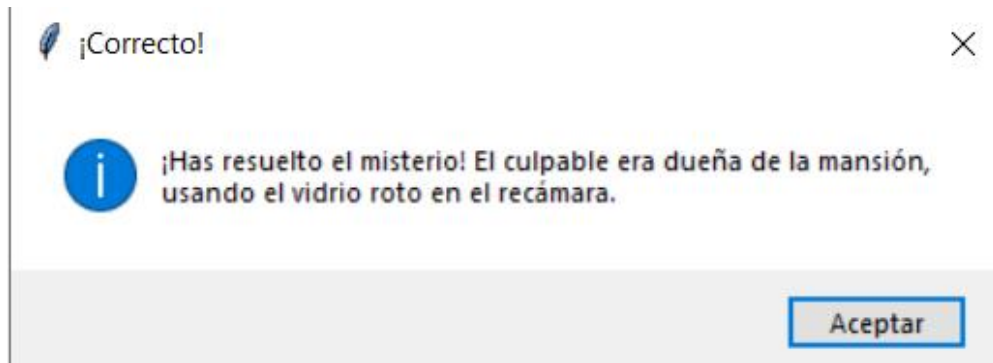 ¡Correcto!
¡Has resuelto el misterio! El culpable era dueña de la mansión,
usando el vidrio roto en el recámara.
Aceptar